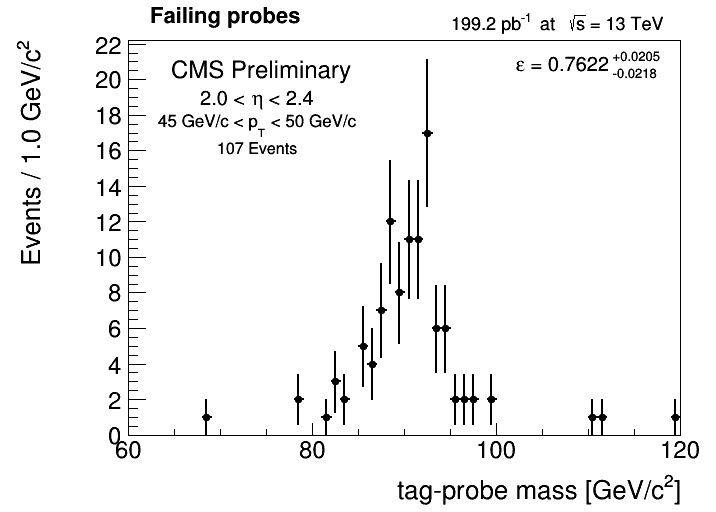 Failing probes
199.2 pb⁻¹ at √s = 13 TeV
CMS Preliminary
2.0 < η < 2.4
45 GeV/c < p_T < 50 GeV/c
107 Events
ε = 0.7622 +0.0205 -0.0218
Events / 1.0 GeV/c²
22
20
18
16
14
12
10
8
6
4
2
0
60 80 100 120
tag-probe mass [GeV/c²]